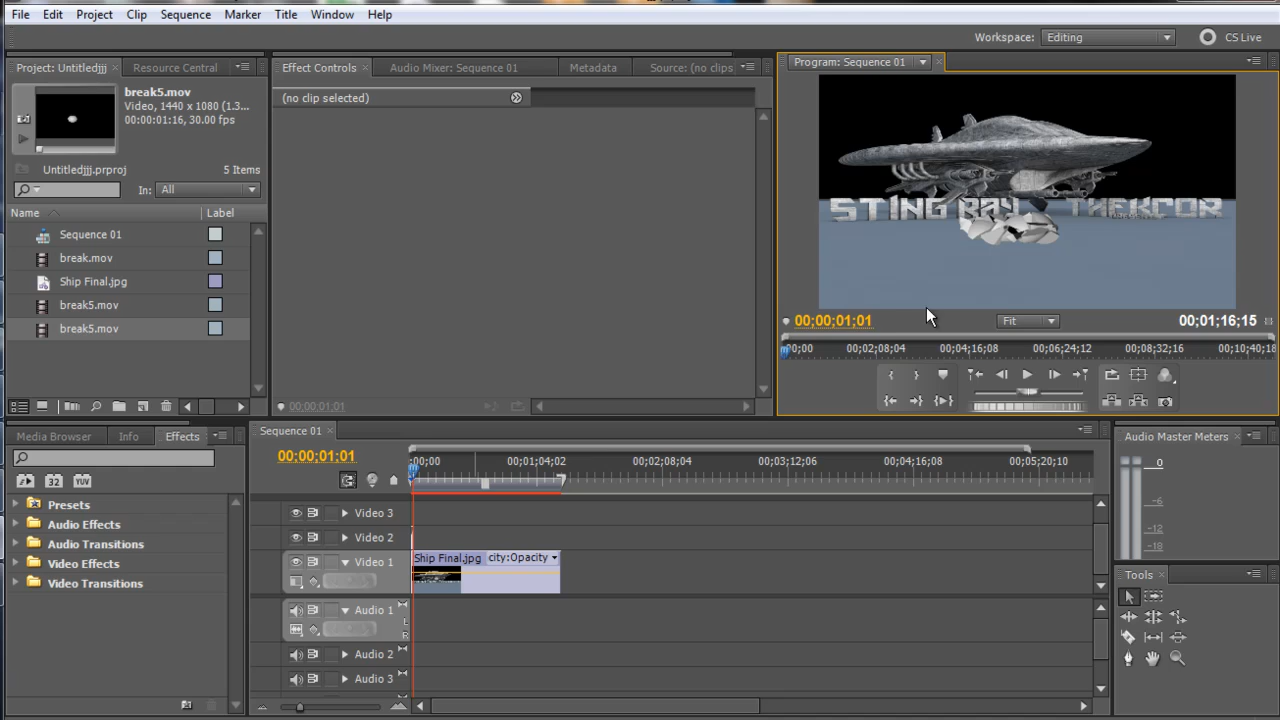 File Edit Project Clip Sequence Marker Title Window Help
Workspace: Editing CS Live
Project: Untitledjjj Resource Central
break5.mov
Video, 1440 x 1080 (1.3...
00:00:01:16, 30.00 fps
Untitledjjj.prproj 5 Items
In: All
Name Label
Sequence 01
break.mov
Ship Final.jpg
break5.mov
break5.mov
Effect Controls Audio Mixer: Sequence 01 Metadata Source: (no clips
(no clip selected)
00;00;01;01
Program: Sequence 01
STING RAY THEKCOR
00;00;01;01 Fit 00;01;16;15
00;00 00;02;08;04 00;04;16;08 00;06;24;12 00;08;32;16 00;10;40;18
Media Browser Info Effects
32 YUV
Presets
Audio Effects
Audio Transitions
Video Effects
Video Transitions
Sequence 01
00;00;01;01
;00;00 00;01;04;02 00;02;08;04 00;03;12;06 00;04;16;08 00;05;20;10
Video 3
Video 2
Video 1
Ship Final.jpg city:Opacity
Audio 1
L
R
Audio 2
Audio 3
Audio Master Meters
0
-6
-12
-18
Tools